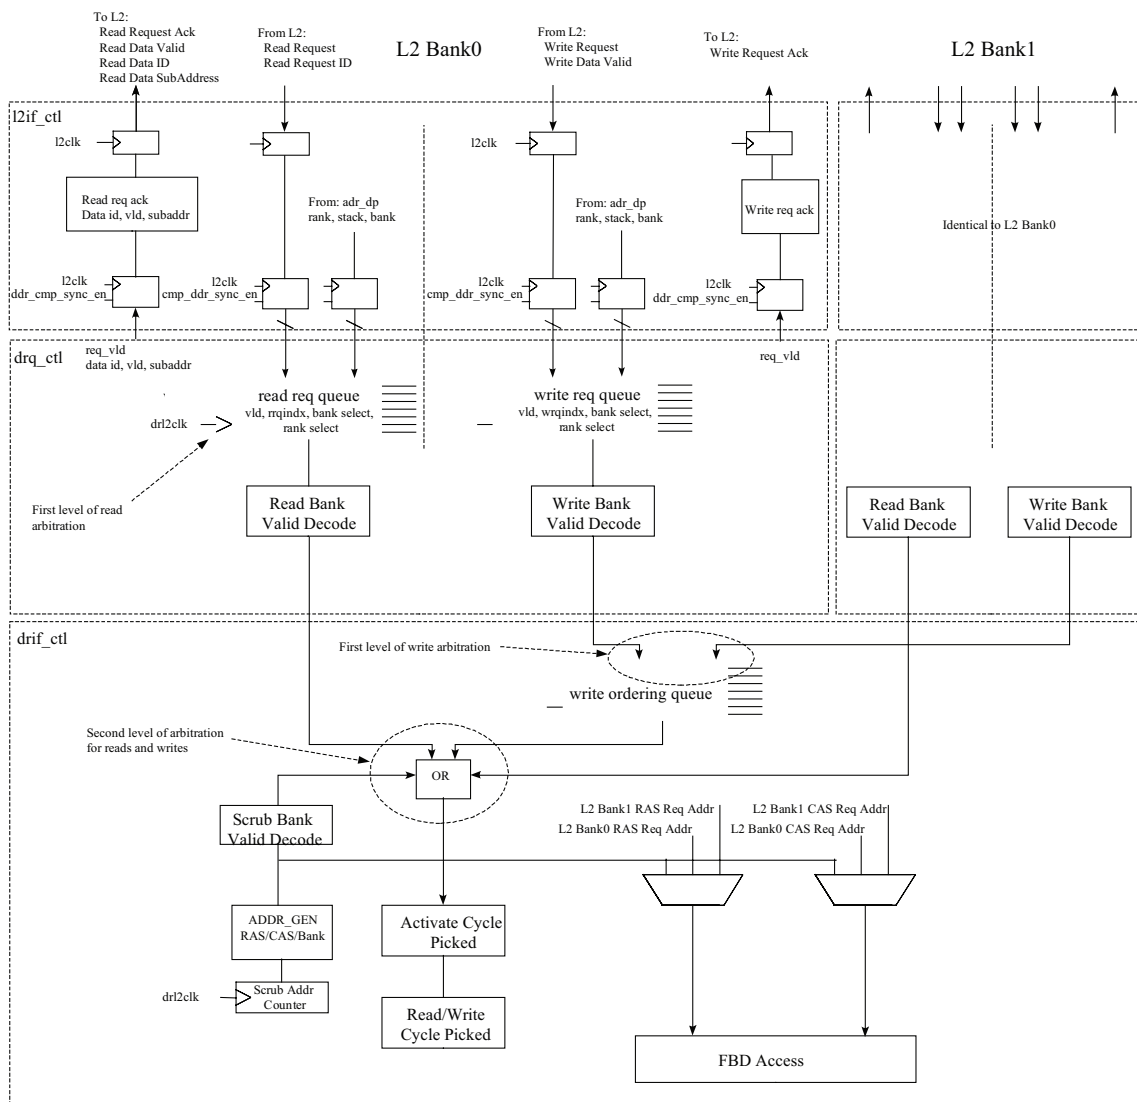 To L2:
Read Request Ack
Read Data Valid
Read Data ID
Read Data SubAddress
From L2:
Read Request
Read Request ID
L2 Bank0
From L2:
Write Request
Write Data Valid
To L2:
Write Request Ack
L2 Bank1
l2if_ctl
l2clk
l2clk
Read req ack
Data id, vld, subaddr
From: adr_dp
rank, stack, bank
From: adr_dp
rank, stack, bank
Write req ack
Identical to L2 Bank0
l2clk
ddr_cmp_sync_en
l2clk
cmp_ddr_sync_en
l2clk
cmp_ddr_sync_en
l2clk
ddr_cmp_sync_en
drq_ctl
req_vld
data id, vld, subaddr
req_vld
read req queue
vld, rrqindx, bank select,
rank select
write req queue
vld, wrqindx, bank select,
rank select
drl2clk
First level of read
arbitration
Read Bank
Valid Decode
Write Bank
Valid Decode
Read Bank
Valid Decode
Write Bank
Valid Decode
drif_ctl
First level of write arbitration
write ordering queue
Second level of arbitration
for reads and writes
OR
Scrub Bank
Valid Decode
L2 Bank1 RAS Req Addr
L2 Bank0 RAS Req Addr
L2 Bank1 CAS Req Addr
L2 Bank0 CAS Req Addr
ADDR_GEN
RAS/CAS/Bank
Activate Cycle
Picked
drl2clk
Scrub Addr
Counter
Read/Write
Cycle Picked
FBD Access